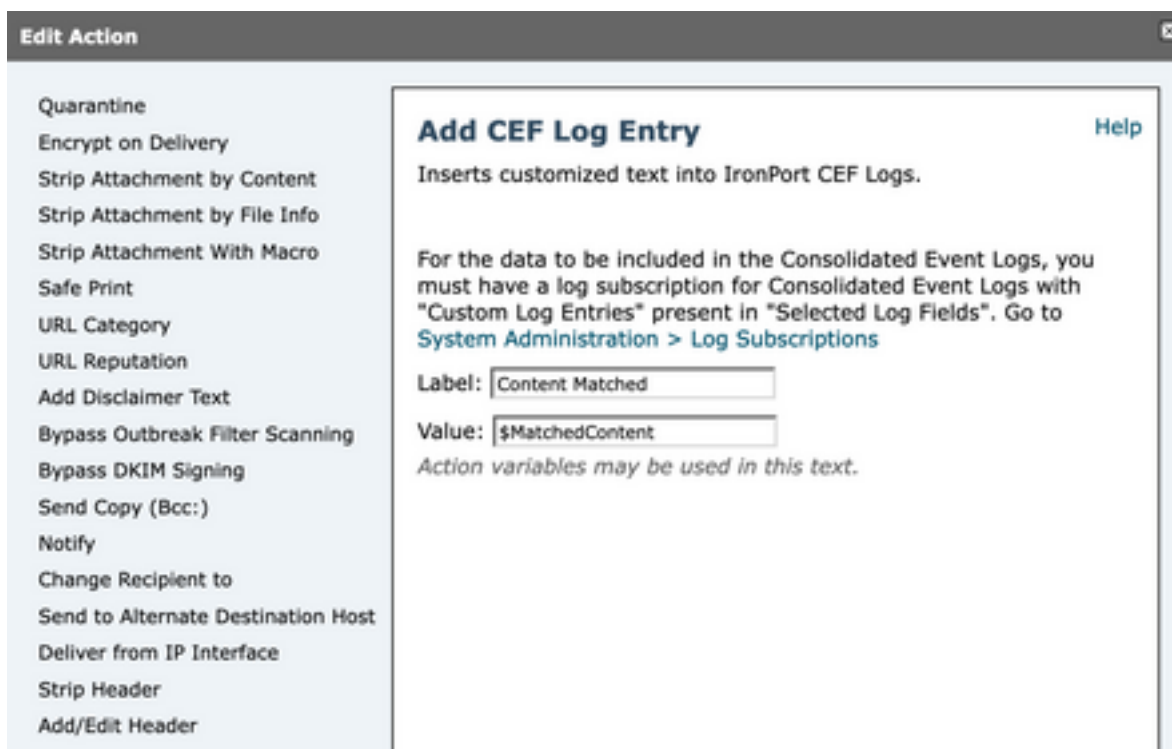 Edit Action
Quarantine
Encrypt on Delivery
Strip Attachment by Content
Strip Attachment by File Info
Strip Attachment With Macro
Safe Print
URL Category
URL Reputation
Add Disclaimer Text
Bypass Outbreak Filter Scanning
Bypass DKIM Signing
Send Copy (Bcc:)
Notify
Change Recipient to
Send to Alternate Destination Host
Deliver from IP Interface
Strip Header
Add/Edit Header
Add CEF Log Entry
Help
Inserts customized text into IronPort CEF Logs.
For the data to be included in the Consolidated Event Logs, you
must have a log subscription for Consolidated Event Logs with
"Custom Log Entries" present in "Selected Log Fields". Go to
System Administration > Log Subscriptions
Label: Content Matched
Value: $MatchedContent
Action variables may be used in this text.